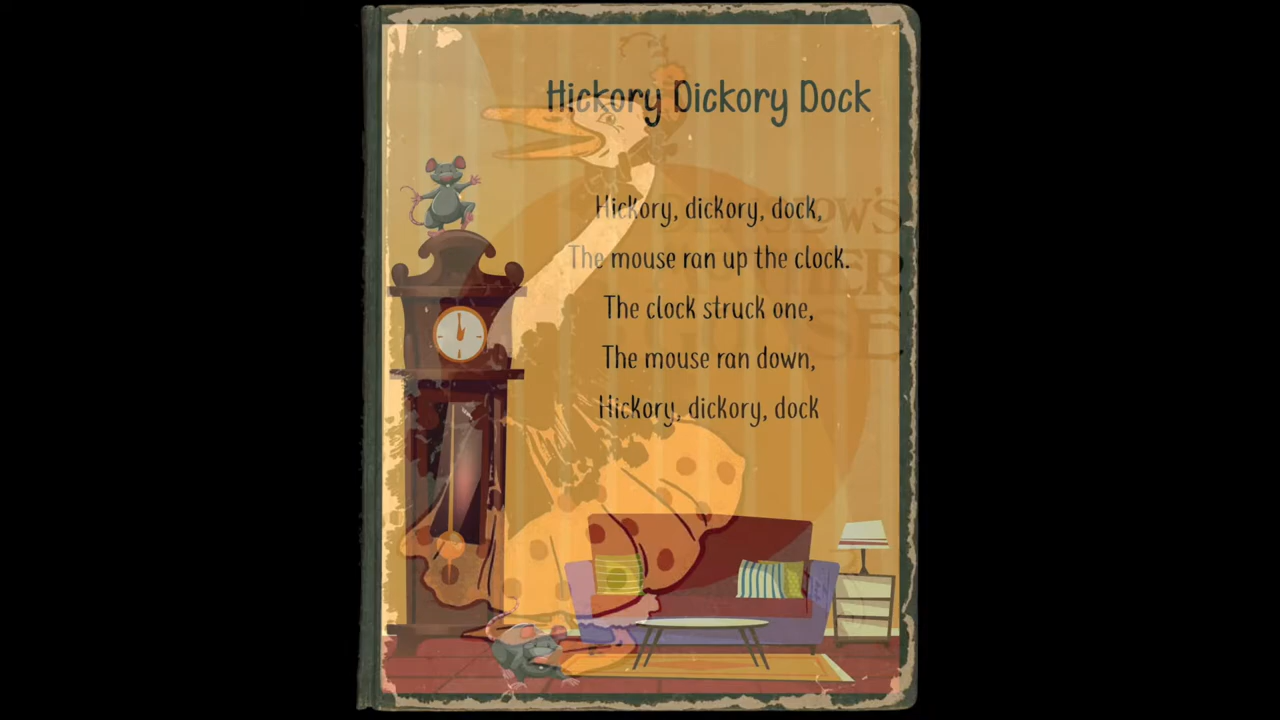 Hickory Dickory Dock
Hickory, dickory, dock,
The mouse ran up the clock.
The clock struck one,
The mouse ran down,
Hickory, dickory, dock